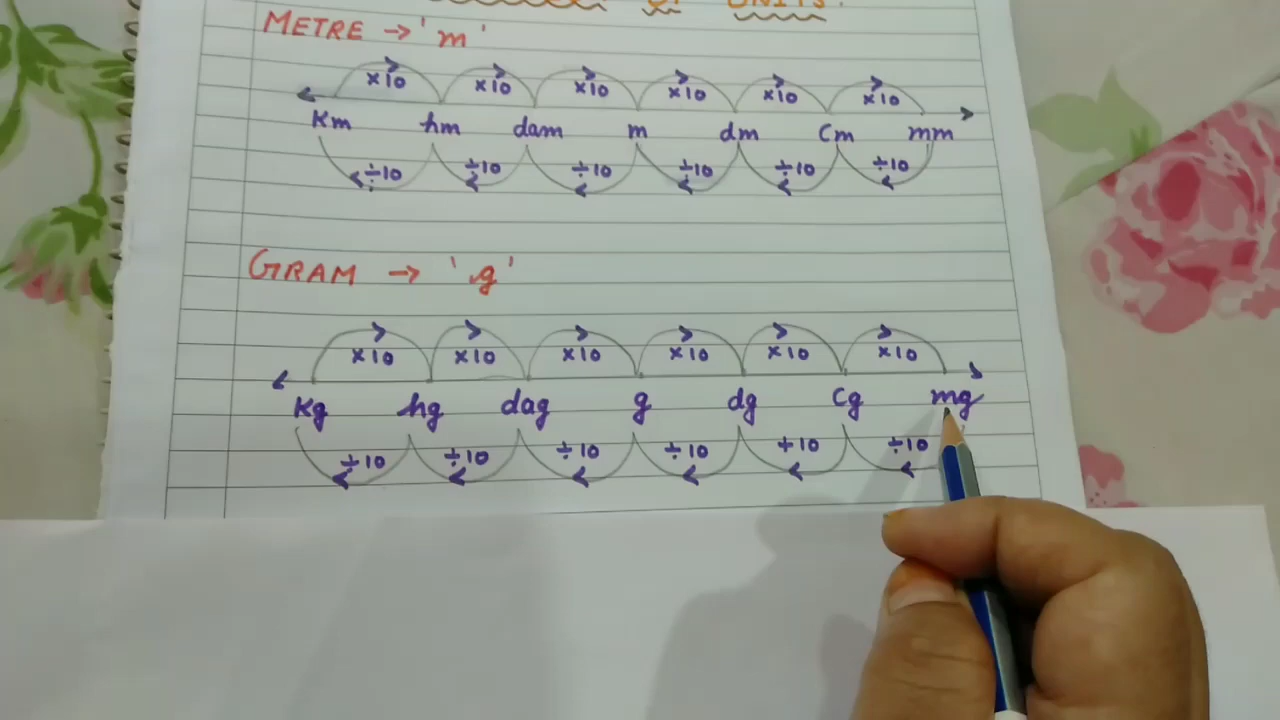 OF UNITS
METRE → 'm'
×10 ×10 ×10 ×10 ×10 ×10
Km hm dam m dm Cm mm
÷10 ÷10 ÷10 ÷10 ÷10 ÷10
GRAM → 'g'
×10 ×10 ×10 ×10 ×10 ×10
Kg hg dag g dg Cg mg
÷10 ÷10 ÷10 ÷10 +10 ÷10